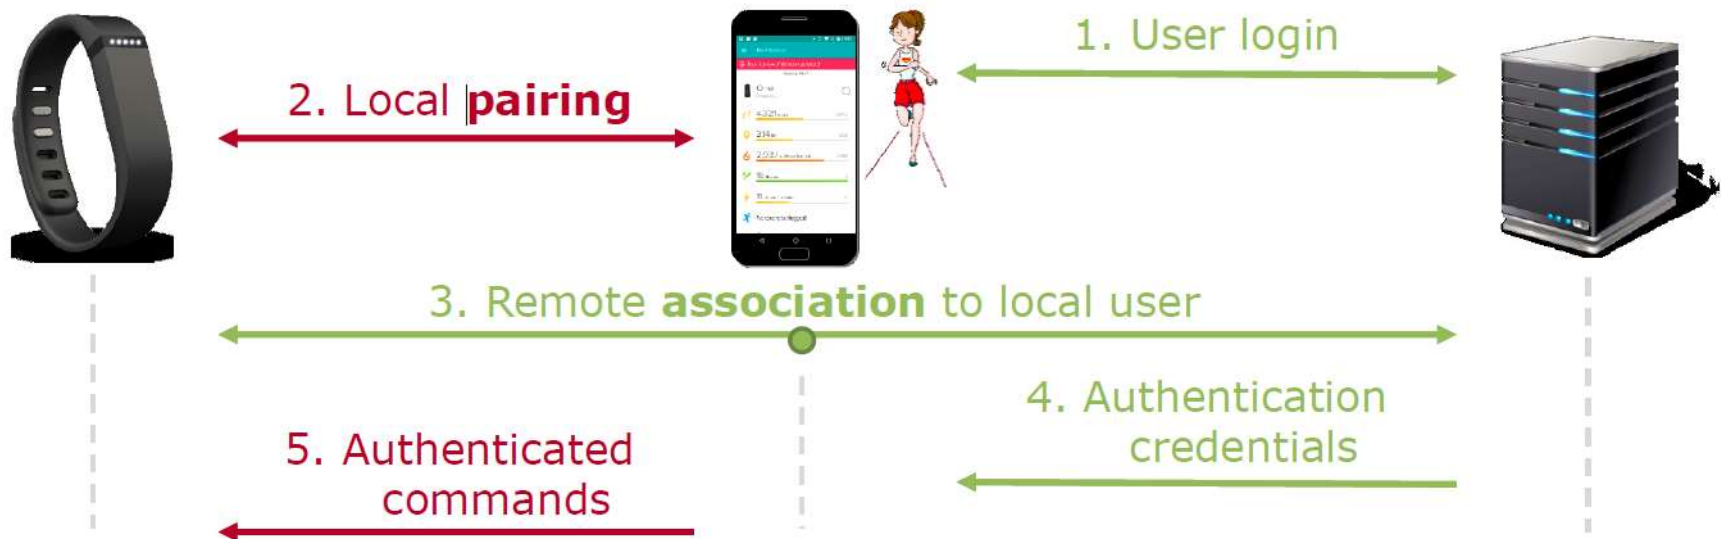 1. User login
2. Local pairing
3. Remote association to local user
4. Authentication
credentials
5. Authenticated
commands